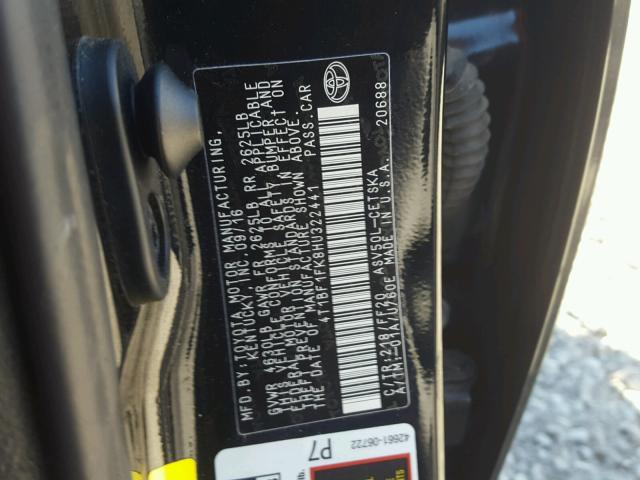 MFD. BY: TOYOTA MOTOR MANUFACTURING,
KENTUCKY, INC. 09/16
GVWR 4630LB GAWR FR 2625LB RR 2625LB
THIS VEHICLE CONFORMS TO ALL APPLICABLE
FEDERAL MOTOR VEHICLE SAFETY, BUMPER, AND
THEFT PREVENTION STANDARDS IN EFFECT ON
THE DATE OF MANUFACTURE SHOWN ABOVE.
4T1BF1FK8HU322441 PASS. CAR
C/TR: 218/FF20 ASV50L-CETSKA
A/TM: -01A/U760E MADE IN U.S.A.
20688
42661-06722
P7